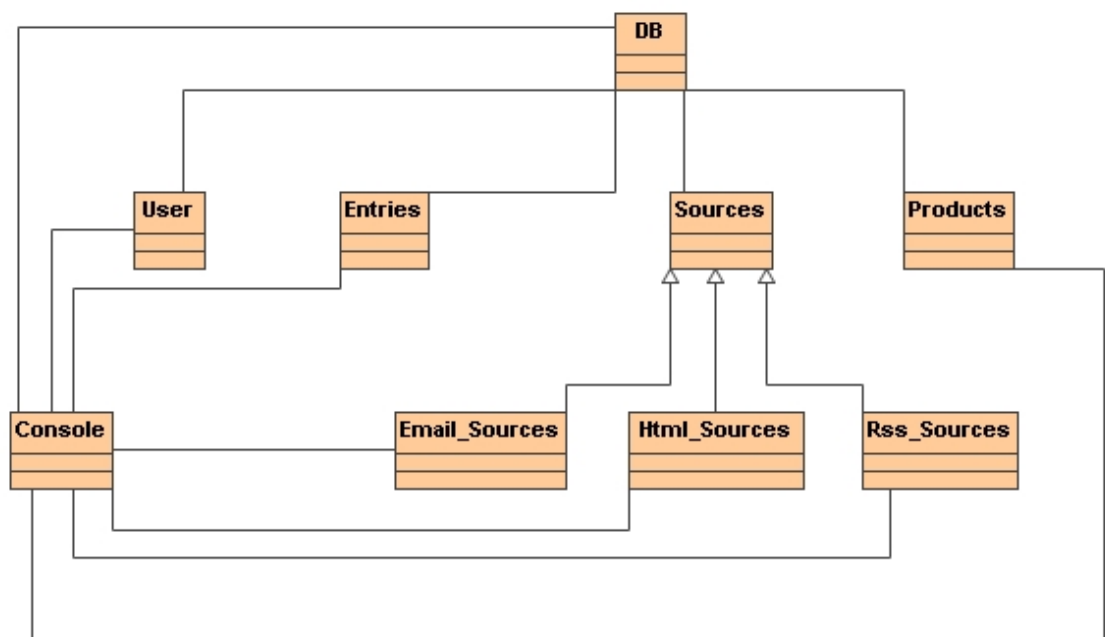 DB
User
Entries
Sources
Products
Console
Email_Sources
Html_Sources
Rss_Sources